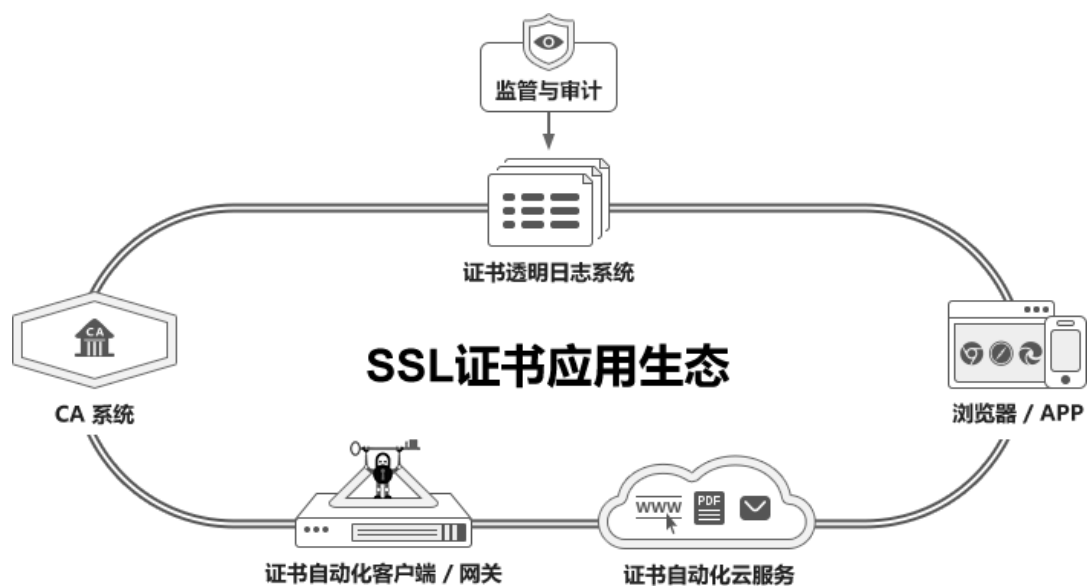 监管与审计
证书透明日志系统
CA
SSL证书应用生态
CA 系统
浏览器 / APP
WWW
PDF
证书自动化客户端 / 网关
证书自动化云服务